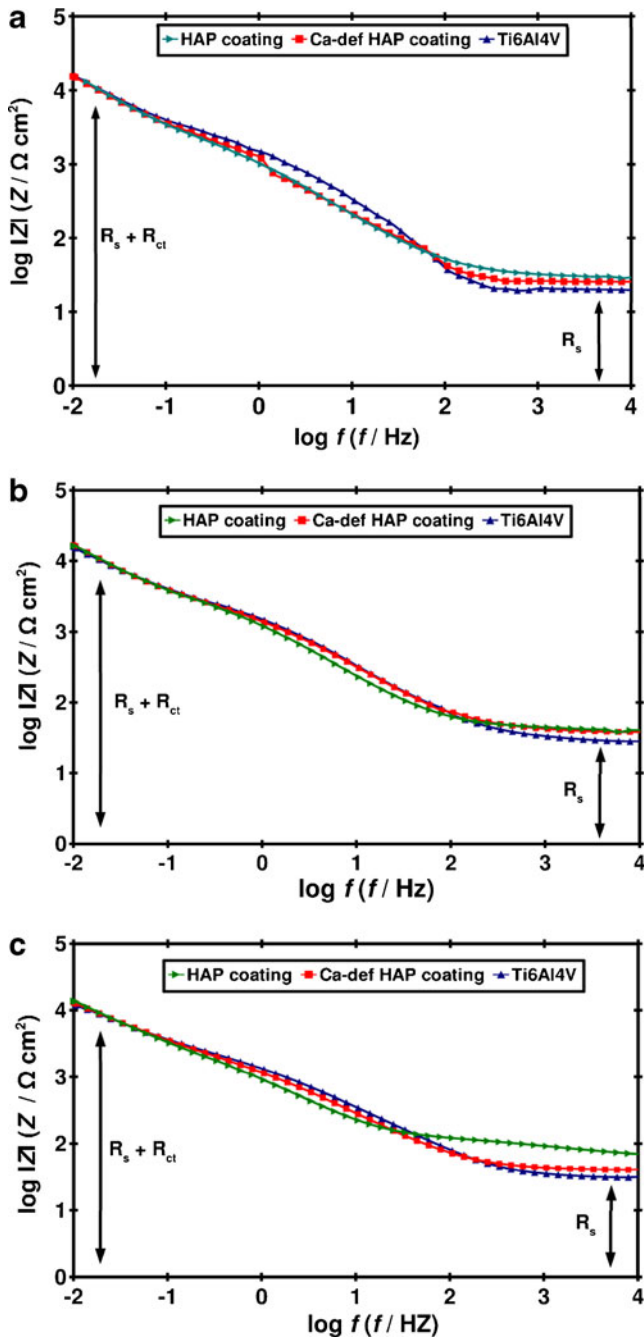 a
HAP coating Ca-def HAP coating Ti6Al4V
5
4
3
2
1
0
log |Z| (Z / Ω cm²)
Rs + Rct
Rs
-2 -1 0 1 2 3 4
log f (f / Hz)
b
HAP coating Ca-def HAP coating Ti6Al4V
5
4
3
2
1
0
log |Z| (Z / Ω cm²)
Rs + Rct
Rs
-2 -1 0 1 2 3 4
log f (f / Hz)
c
HAP coating Ca-def HAP coating Ti6Al4V
5
4
3
2
1
0
log |Z| (Z / Ω cm²)
Rs + Rct
Rs
-2 -1 0 1 2 3 4
log f (f / HZ)